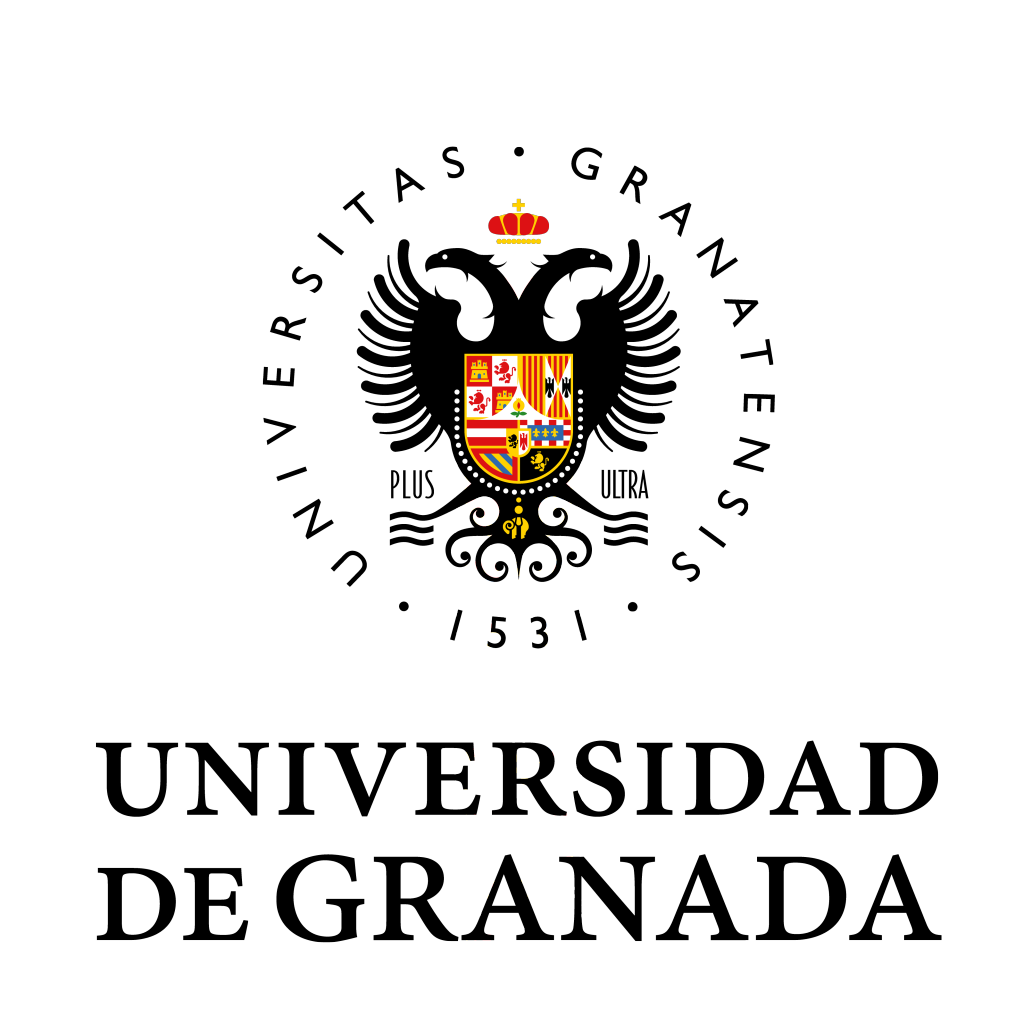 UNIVERSITAS · GRANATENSIS
· 1531 ·
PLUS ULTRA
UNIVERSIDAD
DE GRANADA